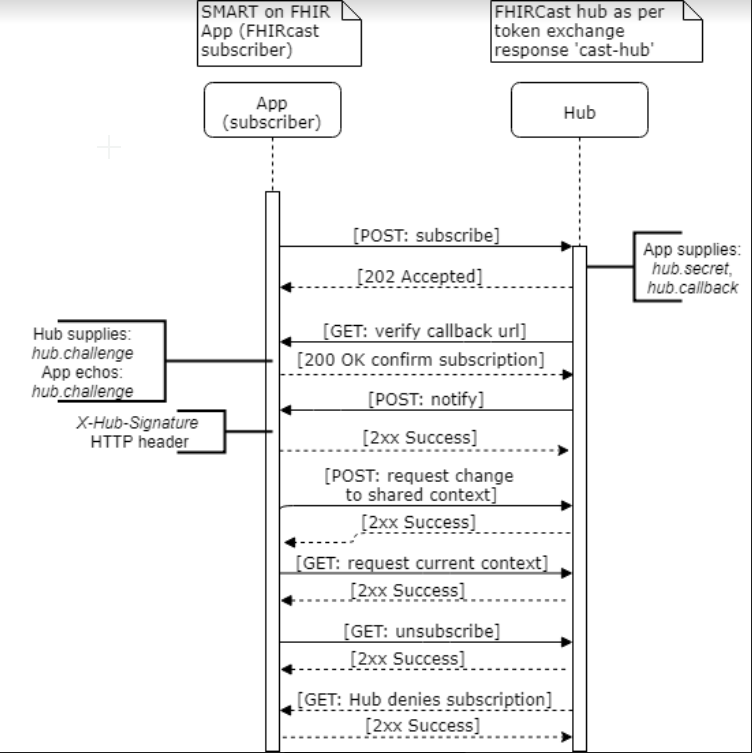 SMART on FHIR
App (FHIRcast
subscriber)
FHIRCast hub as per
token exchange
response 'cast-hub'
App
(subscriber)
Hub
[POST: subscribe]
App supplies:
hub.secret,
hub.callback
[202 Accepted]
Hub supplies:
hub.challenge
App echos:
hub.challenge
[GET: verify callback url]
[200 OK confirm subscription]
[POST: notify]
X-Hub-Signature
HTTP header
[2xx Success]
[POST: request change
to shared context]
[2xx Success]
[GET: request current context]
[2xx Success]
[GET: unsubscribe]
[2xx Success]
[GET: Hub denies subscription]
[2xx Success]